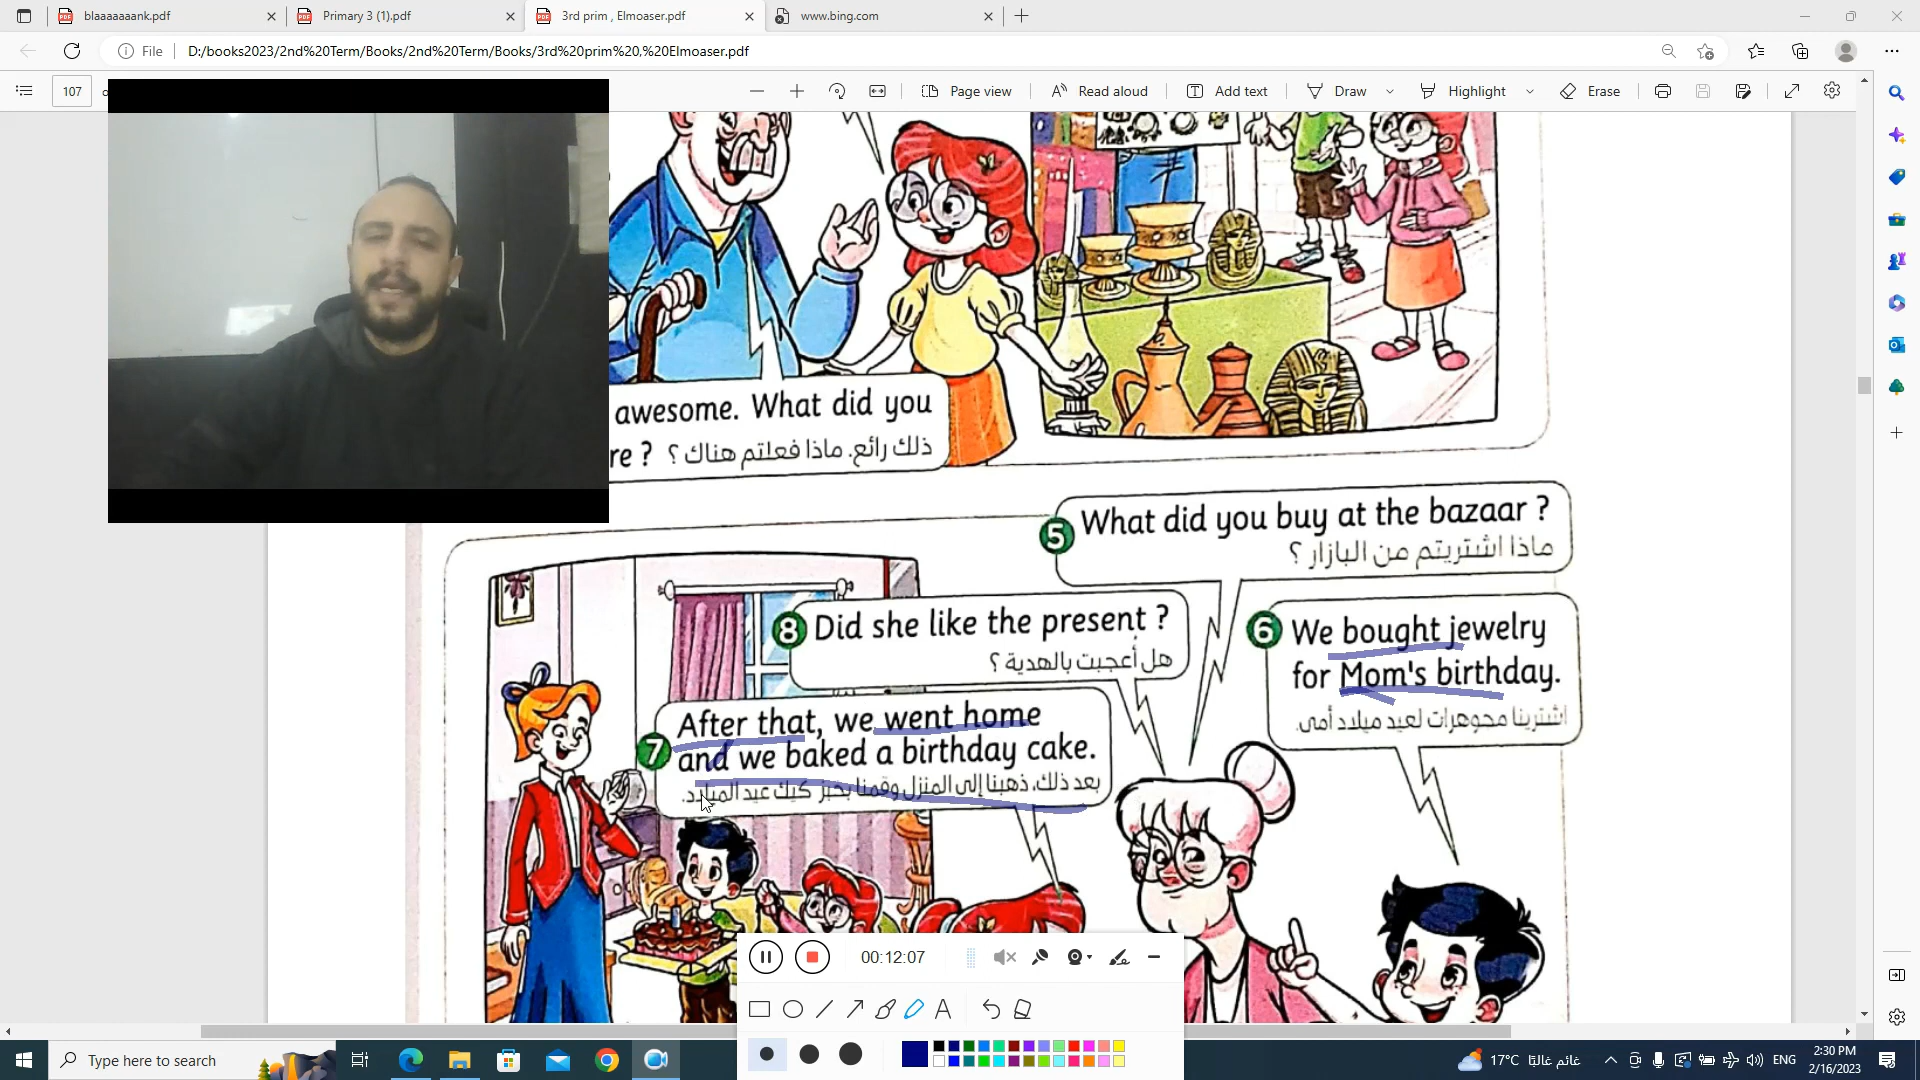 blaaaaaaank.pdf
Primary 3 (1).pdf
3rd prim , Elmoaser.pdf
www.bing.com
File
D:/books2023/2nd%20Term/Books/2nd%20Term/Books/3rd%20prim%20,%20Elmoaser.pdf
107
Page view
Read aloud
Add text
Draw
Highlight
Erase
awesome. What did you
re ?
ذلك رائع. ماذا فعلتم هناك ؟
5 What did you buy at the bazaar ?
ماذا اشتريتم من البازار ؟
8 Did she like the present ?
هل أعجبت بالهدية ؟
6 We bought jewelry
for Mom's birthday.
اشترينا مجوهرات لعيد ميلاد أمى.
7 After that, we went home
and we baked a birthday cake.
بعد ذلك، ذهبنا إلى المنزل وقمنا بخبز كيك عيد الميلاد.
00:12:07
Type here to search
17°C غائم غالبًا
ENG
2:30 PM
2/16/2023